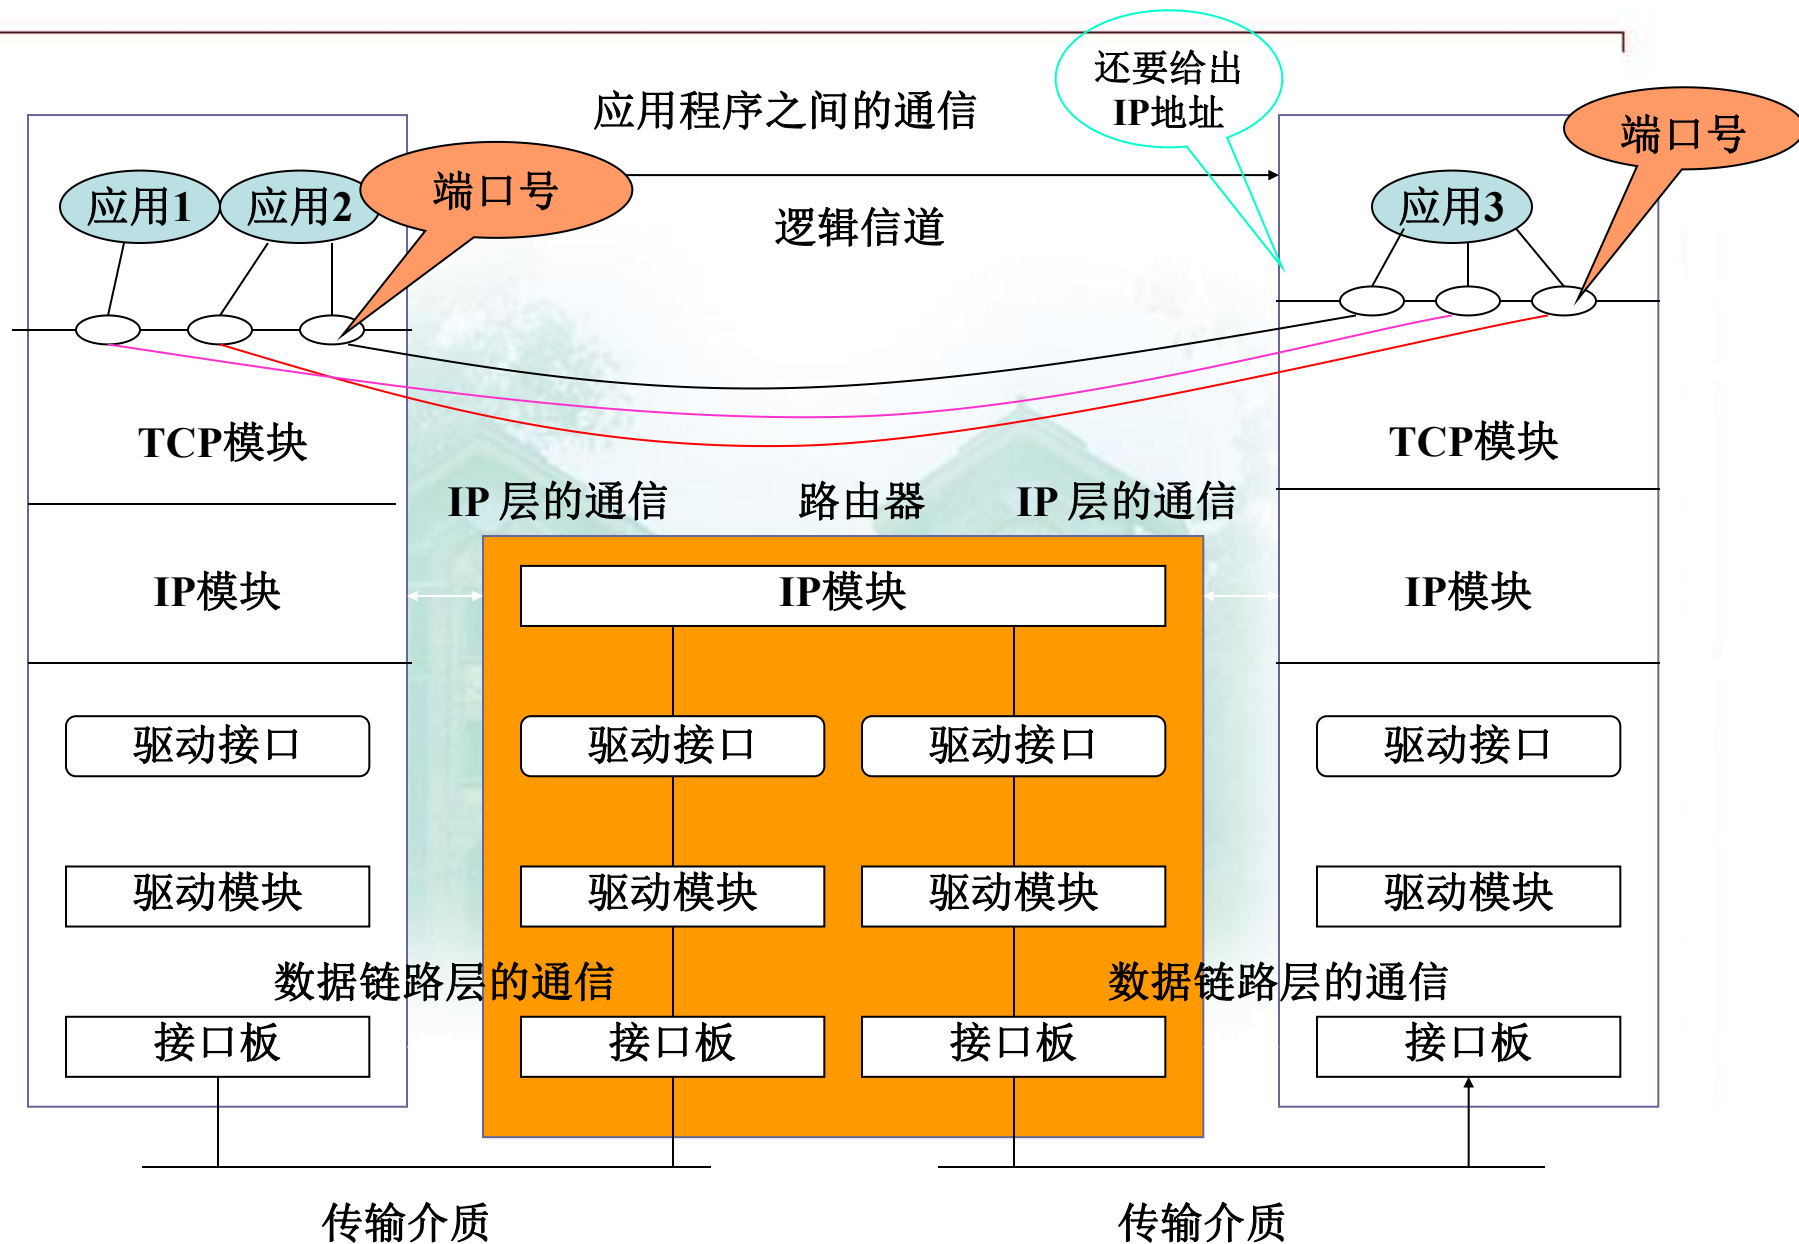 还要给出
IP地址
应用程序之间的通信
端口号
应用1
应用2
端口号
应用3
逻辑信道
TCP模块
TCP模块
IP 层的通信
路由器
IP 层的通信
IP模块
IP模块
IP模块
驱动接口
驱动接口
驱动接口
驱动接口
驱动模块
驱动模块
驱动模块
驱动模块
数据链路层的通信
数据链路层的通信
接口板
接口板
接口板
接口板
传输介质
传输介质